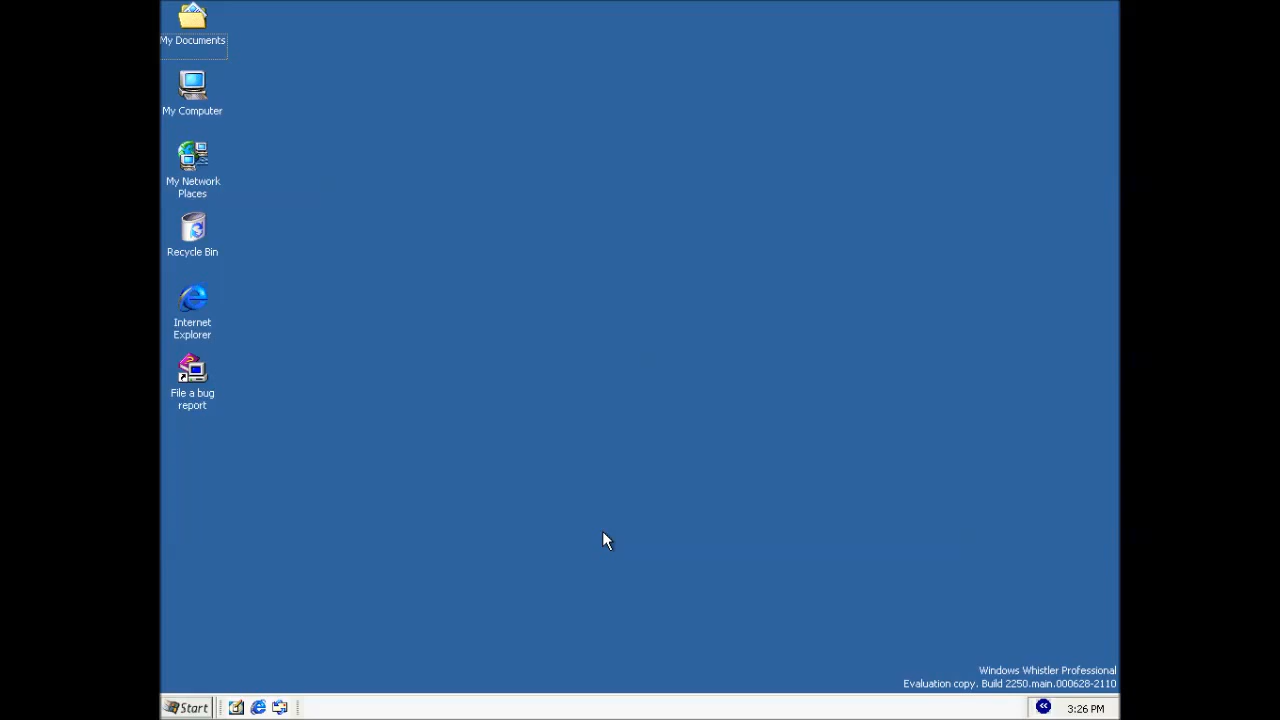 My Documents
My Computer
My Network
Places
Recycle Bin
Internet
Explorer
File a bug
report
Windows Whistler Professional
Evaluation copy. Build 2250.main.000628-2110
Start
3:26 PM